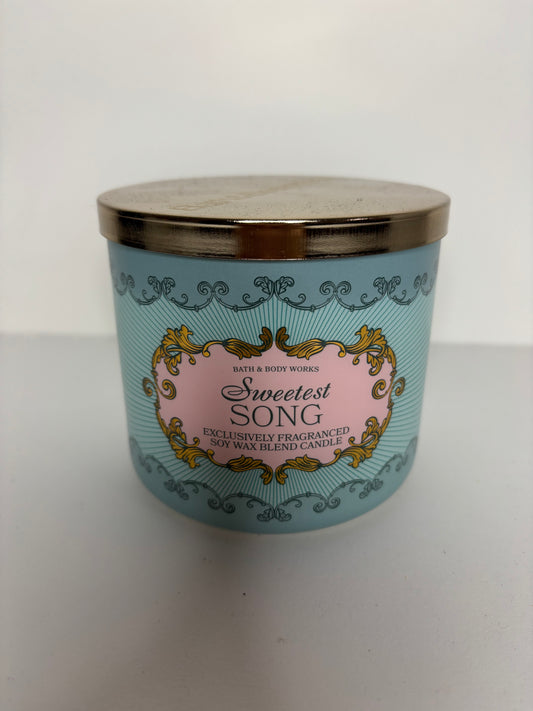 BATH & BODY WORKS
Sweetest
SONG
EXCLUSIVELY FRAGRANCED
SOY WAX BLEND CANDLE